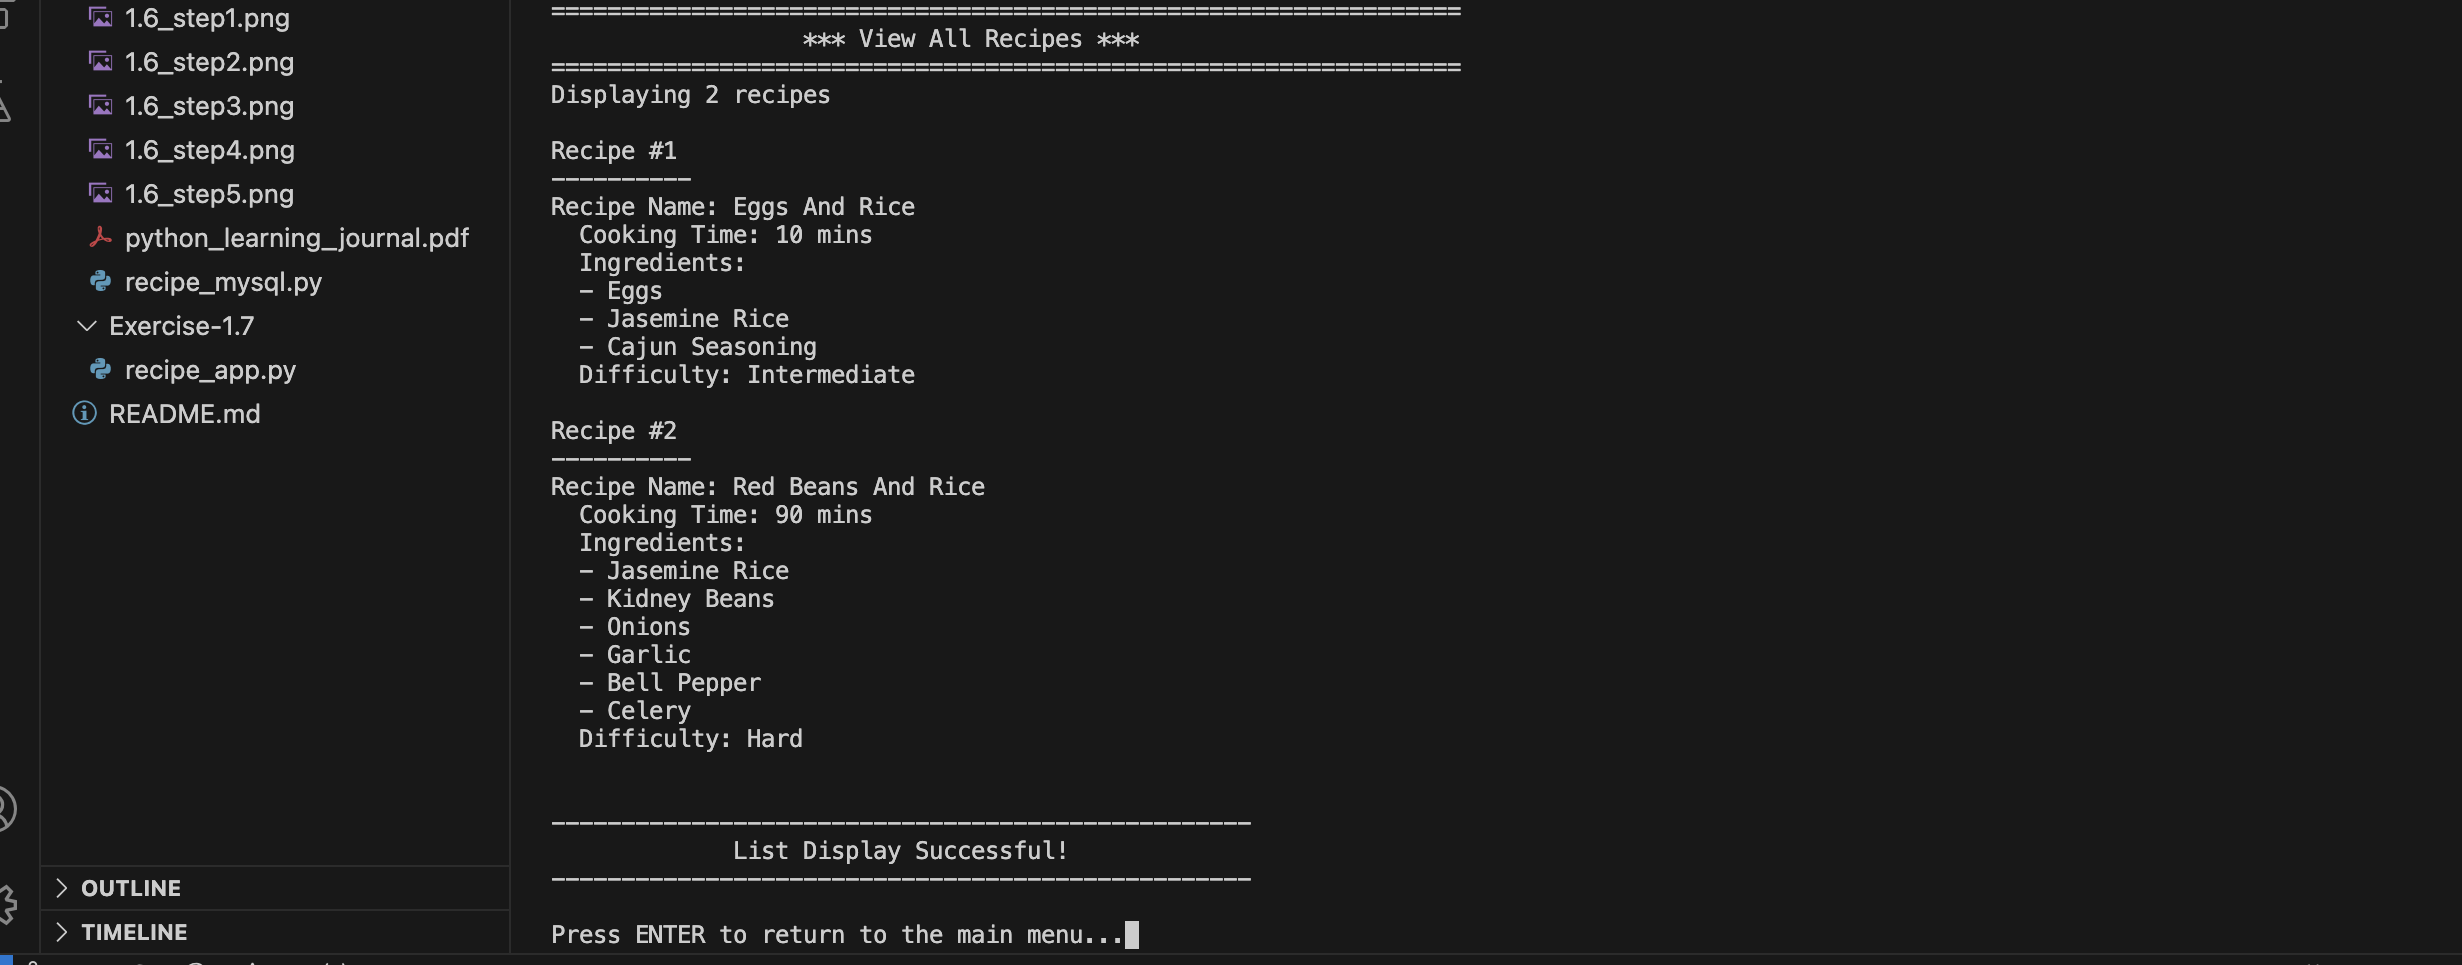 1.6_step1.png
1.6_step2.png
1.6_step3.png
1.6_step4.png
1.6_step5.png
python_learning_journal.pdf
recipe_mysql.py
Exercise-1.7
recipe_app.py
README.md
OUTLINE
TIMELINE
=================================================================
*** View All Recipes ***
=================================================================
Displaying 2 recipes
Recipe #1
----------
Recipe Name: Eggs And Rice
Cooking Time: 10 mins
Ingredients:
- Eggs
- Jasemine Rice
- Cajun Seasoning
Difficulty: Intermediate
Recipe #2
----------
Recipe Name: Red Beans And Rice
Cooking Time: 90 mins
Ingredients:
- Jasemine Rice
- Kidney Beans
- Onions
- Garlic
- Bell Pepper
- Celery
Difficulty: Hard
--------------------------------------------------
List Display Successful!
--------------------------------------------------
Press ENTER to return to the main menu...